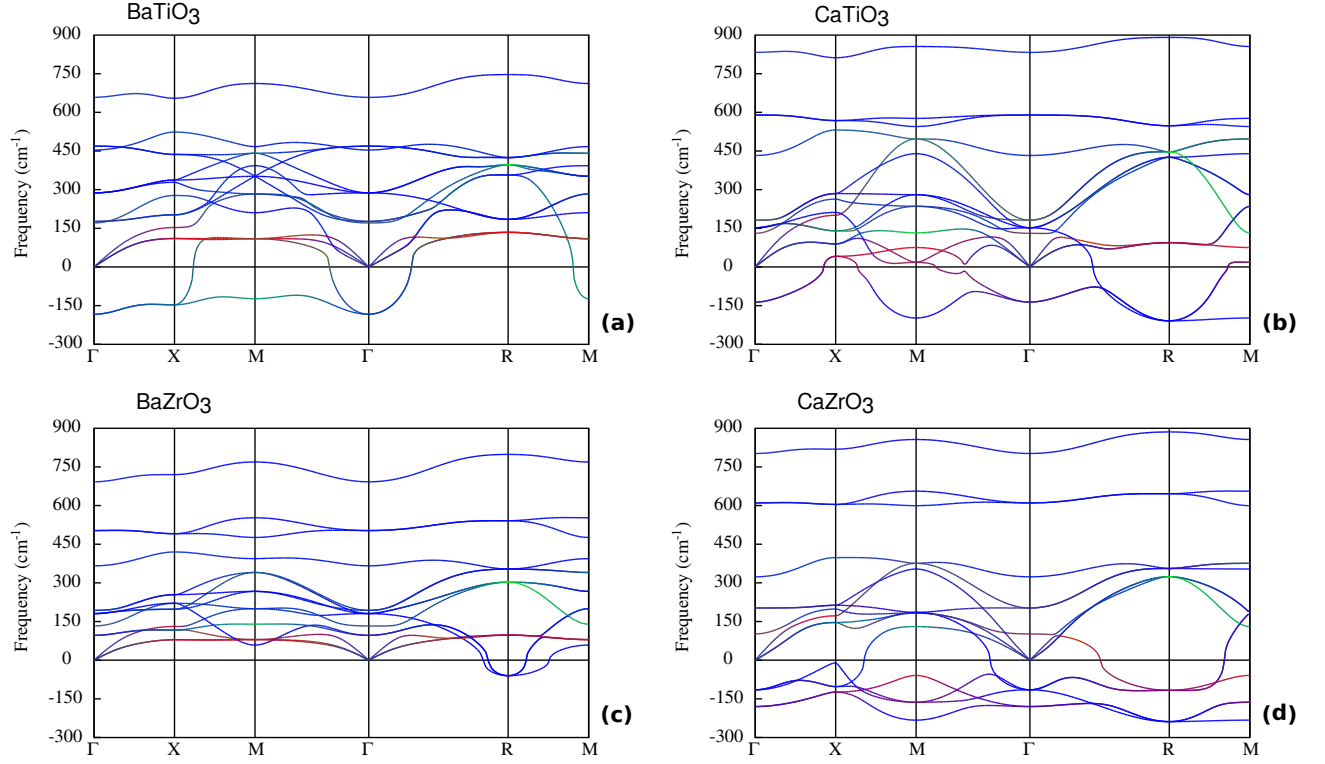 BaTiO3
Frequency (cm-1)
900
750
600
450
300
150
0
-150
-300
Γ X M Γ R M
(a)
CaTiO3
Frequency (cm-1)
900
750
600
450
300
150
0
-150
-300
Γ X M Γ R M
(b)
BaZrO3
Frequency (cm-1)
900
750
600
450
300
150
0
-150
-300
Γ X M Γ R M
(c)
CaZrO3
Frequency (cm-1)
900
750
600
450
300
150
0
-150
-300
Γ X M Γ R M
(d)